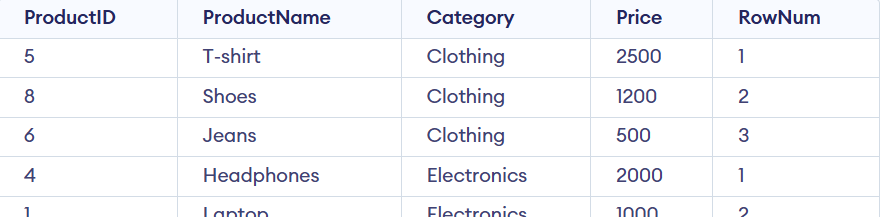 ProductID ProductName Category Price RowNum
5 T-shirt Clothing 2500 1
8 Shoes Clothing 1200 2
6 Jeans Clothing 500 3
4 Headphones Electronics 2000 1
1 Laptop Electronics 1000 2